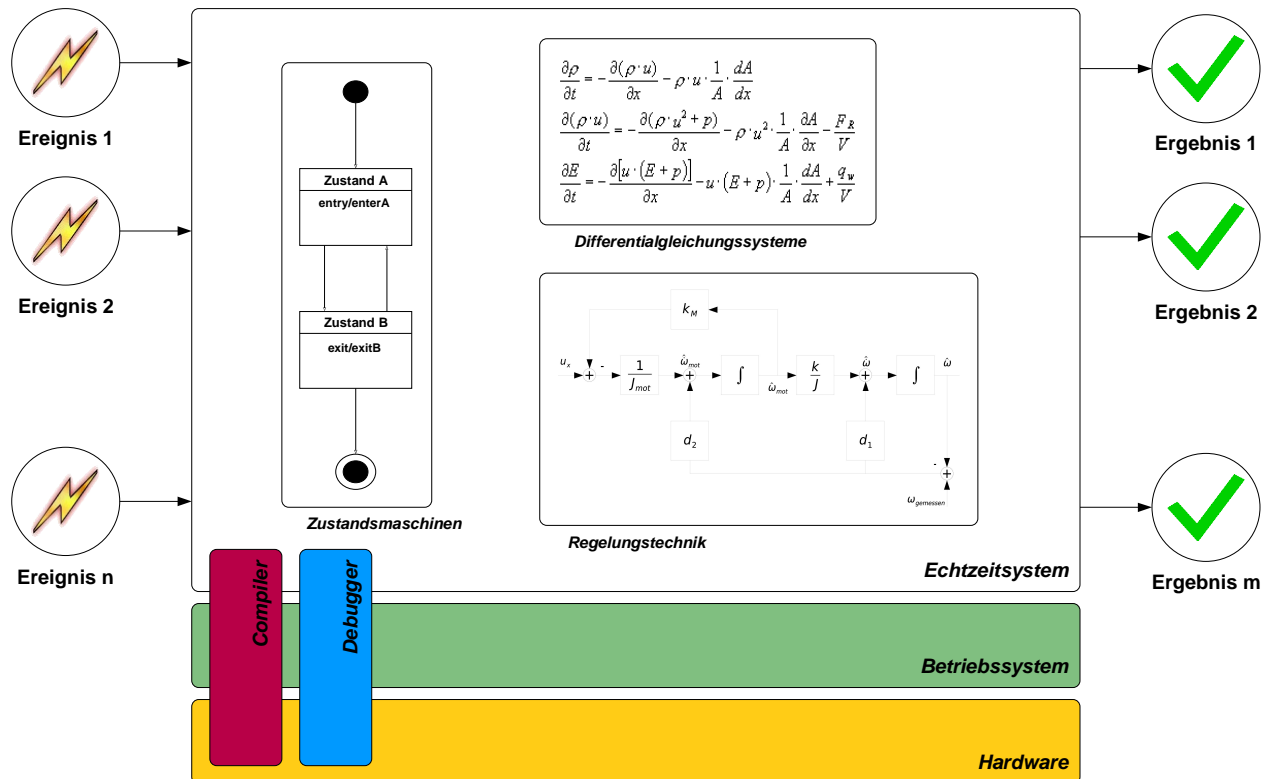 Ereignis 1
Ereignis 2
Ereignis n
Zustand A
entry/enterA
Zustand B
exit/exitB
Zustandsmaschinen
∂ρ/∂t = −∂(ρ·u)/∂x − ρ·u·1/A·dA/dx
∂(ρ·u)/∂t = −∂(ρ·u²+p)/∂x − ρ·u²·1/A·∂A/∂x − F_R/V
∂E/∂t = −∂[u·(E+p)]/∂x − u·(E+p)·1/A·dA/dx + q_w/V
Differentialgleichungssysteme
k_M
u_x
+
-
1/J_mot
ω̂̇_mot
+
∫
ω̂_mot
k/J
ω̂̇
+
∫
ω̂
d_2
d_1
-
+
ω_gemessen
Regelungstechnik
Echtzeitsystem
Compiler
Debugger
Betriebssystem
Hardware
Ergebnis 1
Ergebnis 2
Ergebnis m